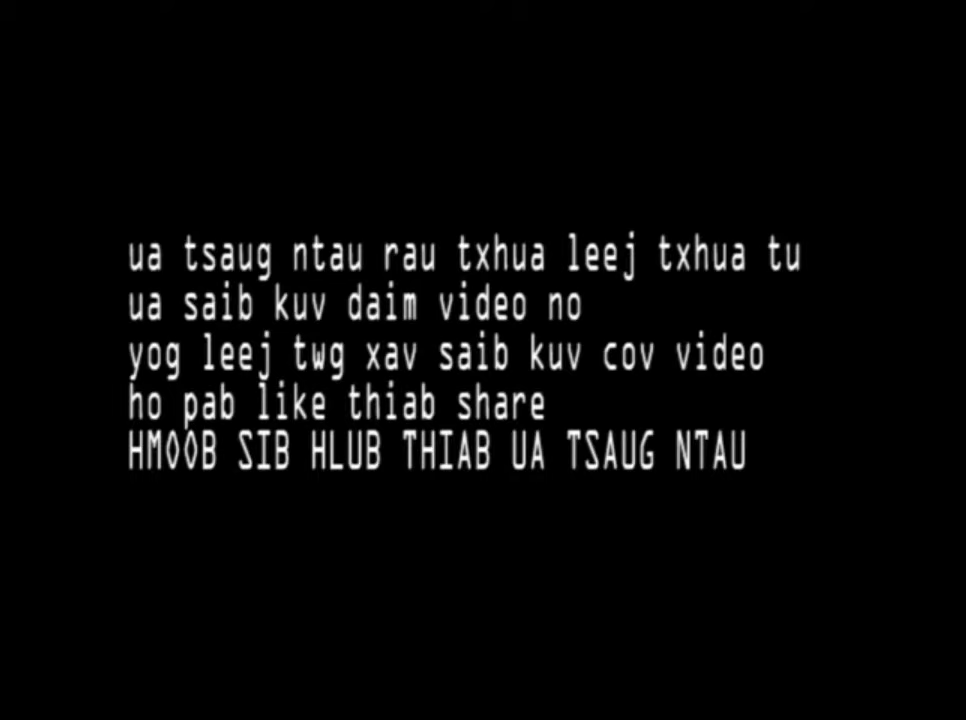 ua tsaug ntau rau txhua leej txhua tu
ua saib kuv daim video no
yog leej twg xav saib kuv cov video
ho pab like thiab share
HMOOB SIB HLUB THIAB UA TSAUG NTAU